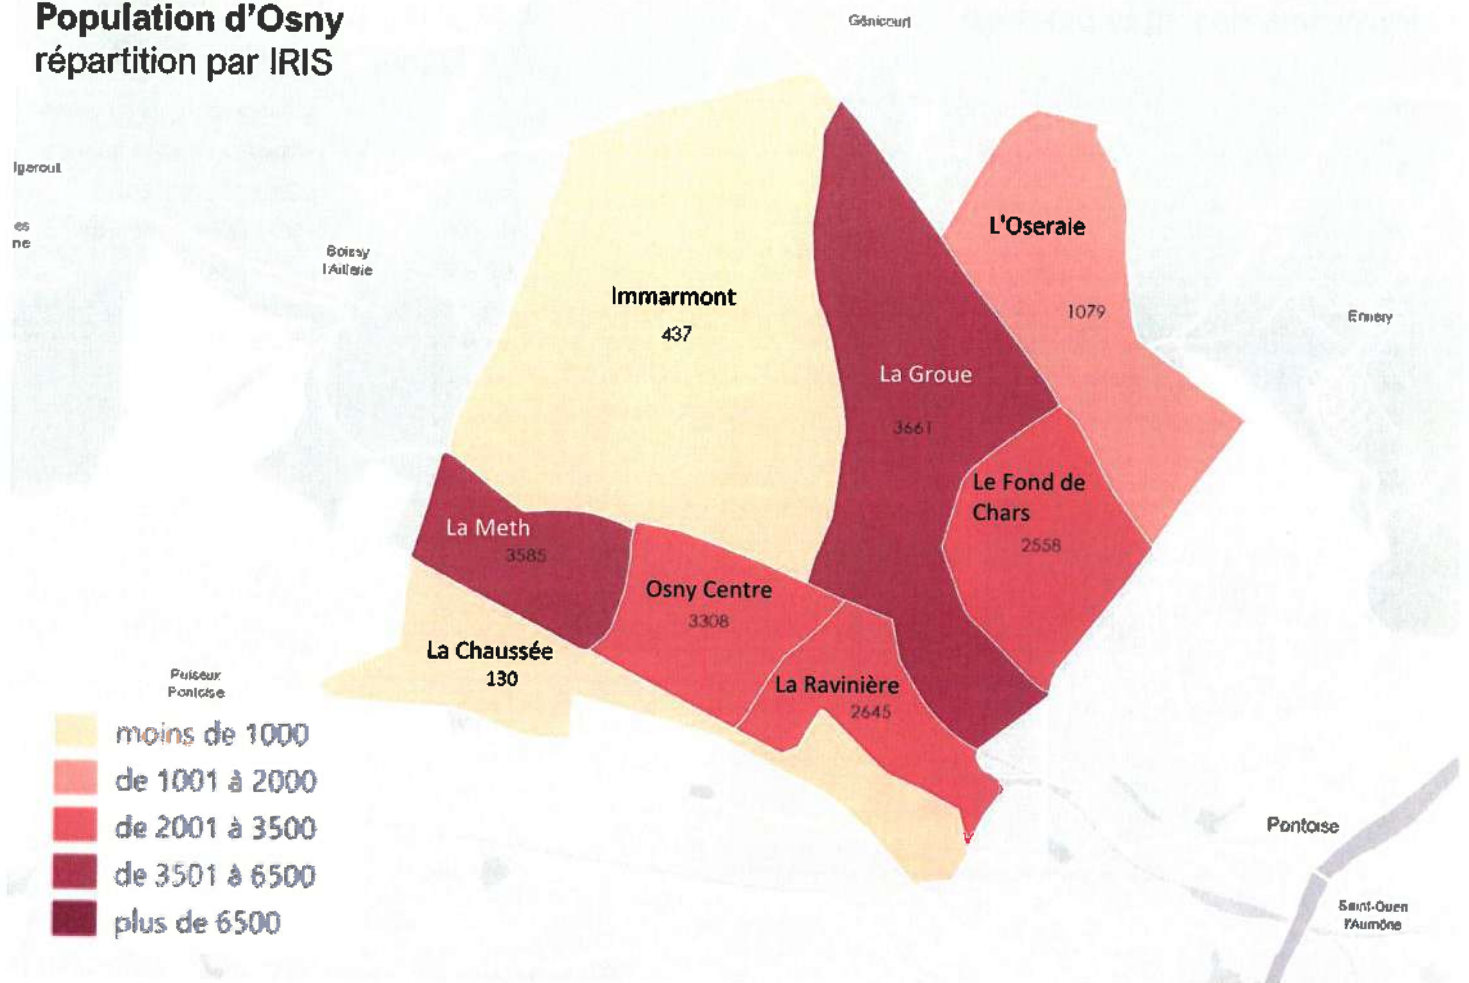 Population d'Osny
répartition par IRIS
Génicourt
es
ne
Boissy
l'Aillerie
L'Oseraie
1079
Immarmont
437
Ennery
La Groue
3661
Le Fond de
Chars
2558
La Meth
3585
Osny Centre
3308
La Chaussée
130
La Ravinière
2645
Puiseux
Pontoise
moins de 1000
de 1001 à 2000
de 2001 à 3500
de 3501 à 6500
plus de 6500
Pontoise
Saint-Ouen
l'Aumône